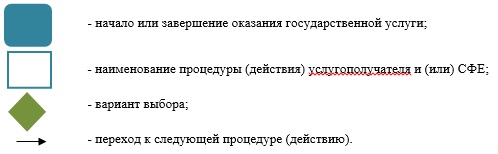 - начало или завершение оказания государственной услуги;
- наименование процедуры (действия) услугополучателя и (или) СФЕ;
- вариант выбора;
- переход к следующей процедуре (действию).